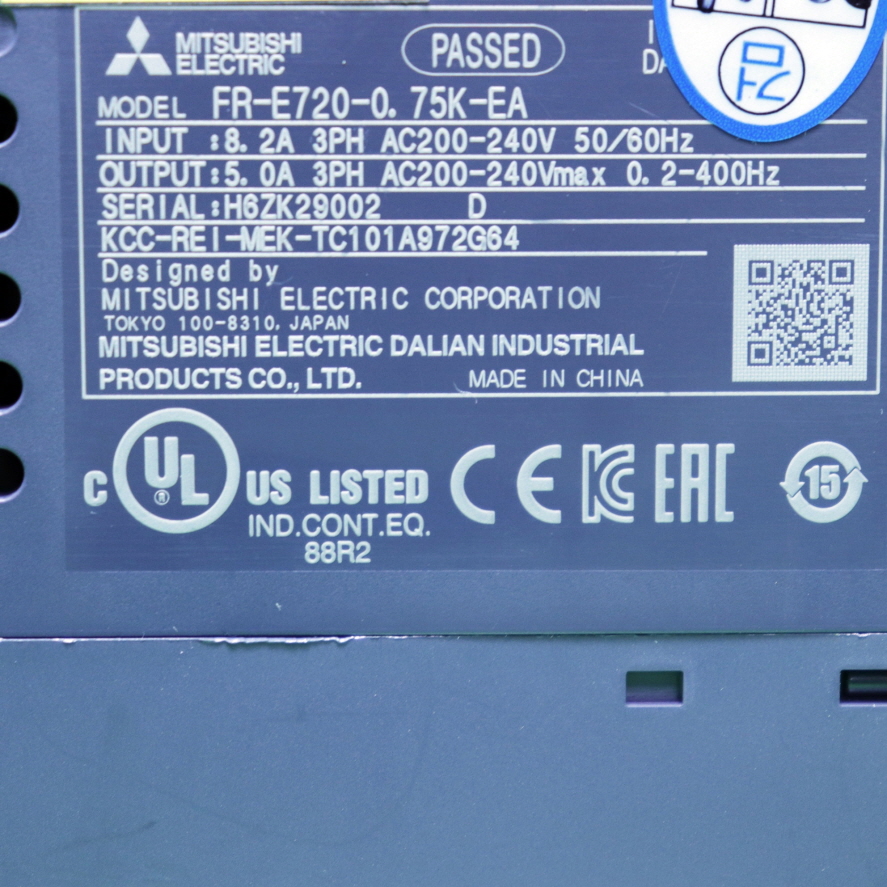 MITSUBISHI
ELECTRIC
PASSED
MODEL FR-E720-0.75K-EA
INPUT :8.2A 3PH AC200-240V 50/60Hz
OUTPUT:5.0A 3PH AC200-240Vmax 0.2-400Hz
SERIAL:H6ZK29002 D
KCC-REI-MEK-TC101A972G64
Designed by
MITSUBISHI ELECTRIC CORPORATION
TOKYO 100-8310, JAPAN
MITSUBISHI ELECTRIC DALIAN INDUSTRIAL
PRODUCTS CO., LTD.
MADE IN CHINA
C UL ® US LISTED
IND.CONT.EQ.
88R2
CE KC EAC 15